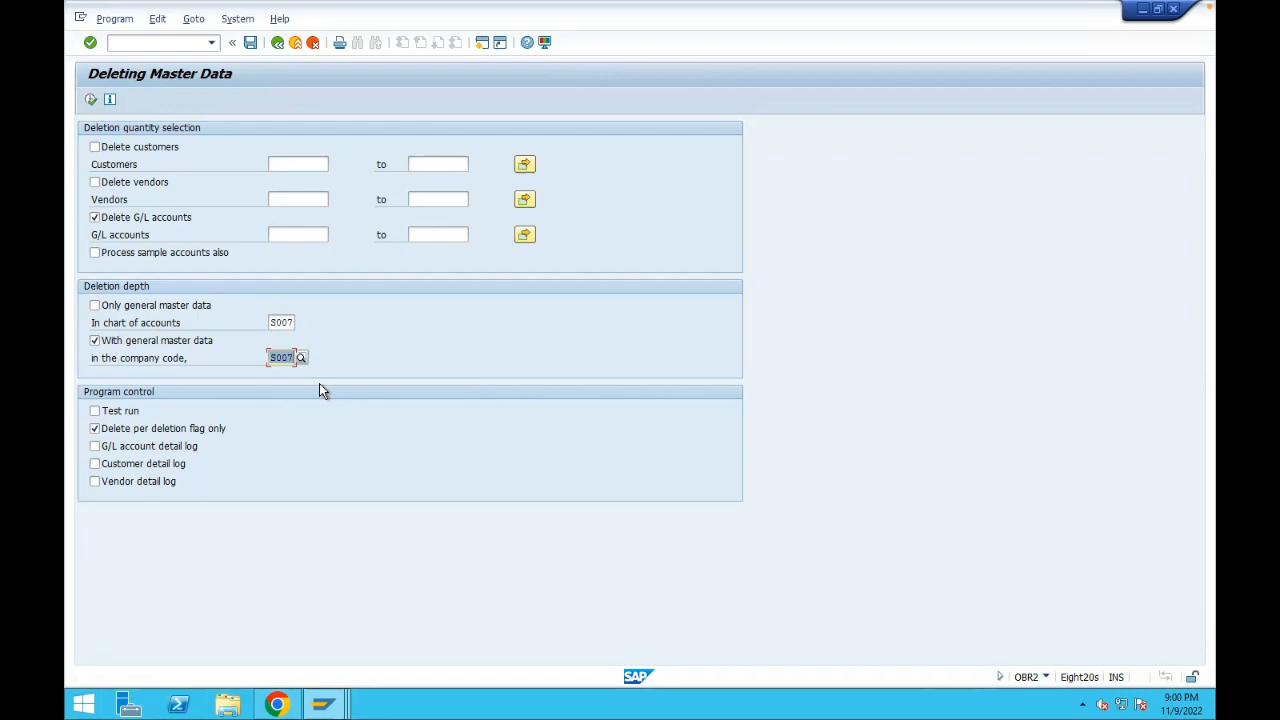 Program Edit Goto System Help
Deleting Master Data
Deletion quantity selection
Delete customers
Customers to
Delete vendors
Vendors to
Delete G/L accounts
G/L accounts to
Process sample accounts also
Deletion depth
Only general master data
In chart of accounts S007
With general master data
in the company code, S007
Program control
Test run
Delete per deletion flag only
G/L account detail log
Customer detail log
Vendor detail log
SAP OBR2 Eight20s INS
9:00 PM
11/9/2022